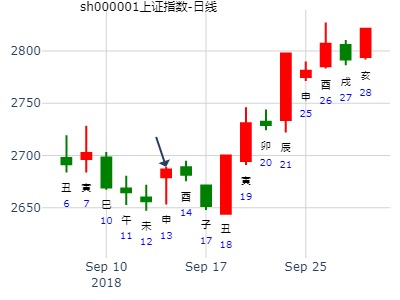 sh000001上证指数-日线
2800
2750
2700
2650
丑
6
寅
7
巳
10
午
11
未
12
申
13
酉
14
子
17
丑
18
寅
19
卯
20
辰
21
申
25
酉
26
戌
27
亥
28
Sep 10
2018
Sep 17
Sep 25